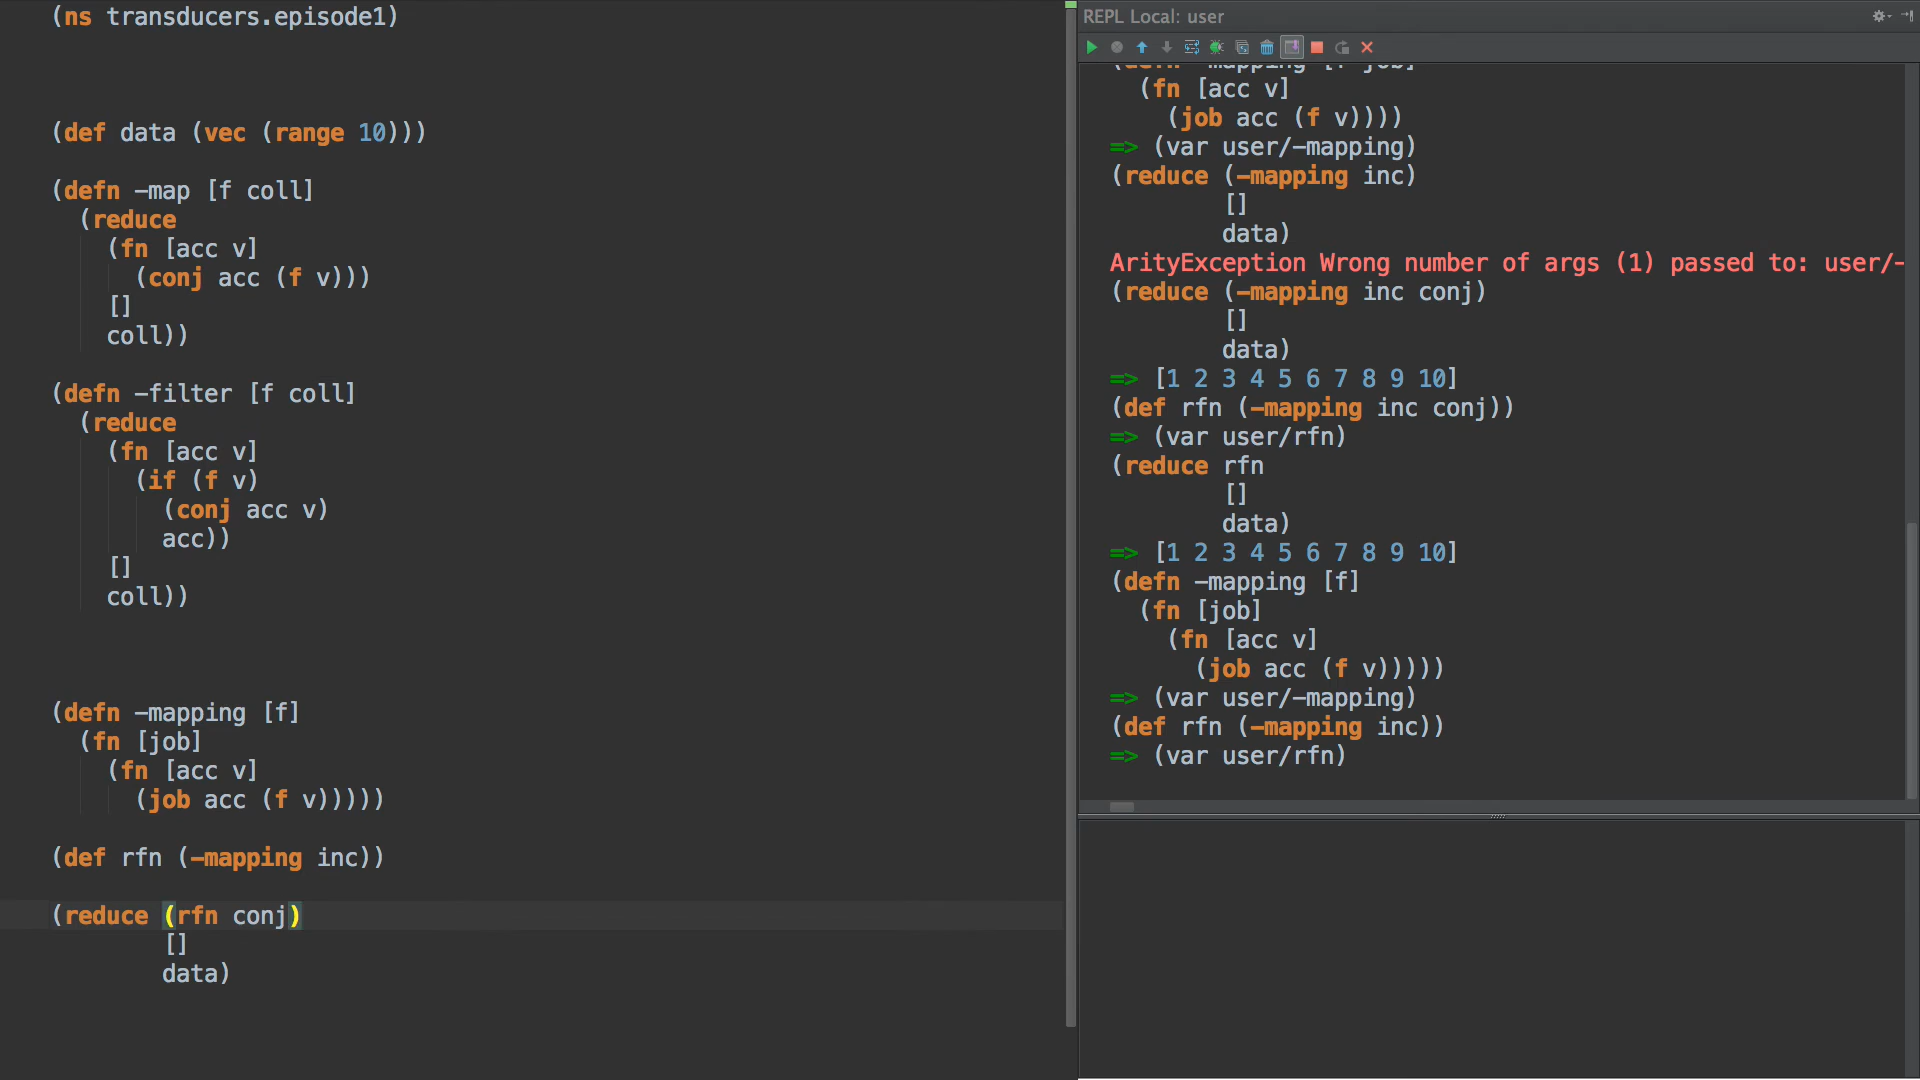 (ns transducers.episode1)
(def data (vec (range 10)))
(defn -map [f coll]
(reduce
(fn [acc v]
(conj acc (f v)))
[]
coll))
(defn -filter [f coll]
(reduce
(fn [acc v]
(if (f v)
(conj acc v)
acc))
[]
coll))
(defn -mapping [f]
(fn [job]
(fn [acc v]
(job acc (f v)))))
(def rfn (-mapping inc))
(reduce (rfn conj)
[]
data)
REPL Local: user
(defn -mapping [f job]
(fn [acc v]
(job acc (f v))))
=> (var user/-mapping)
(reduce (-mapping inc)
[]
data)
ArityException Wrong number of args (1) passed to: user/-
(reduce (-mapping inc conj)
[]
data)
=> [1 2 3 4 5 6 7 8 9 10]
(def rfn (-mapping inc conj))
=> (var user/rfn)
(reduce rfn
[]
data)
=> [1 2 3 4 5 6 7 8 9 10]
(defn -mapping [f]
(fn [job]
(fn [acc v]
(job acc (f v)))))
=> (var user/-mapping)
(def rfn (-mapping inc))
=> (var user/rfn)